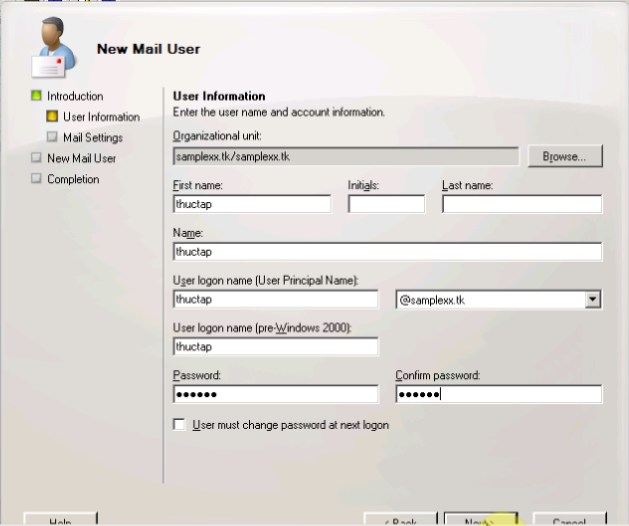 New Mail User
Introduction
User Information
Mail Settings
New Mail User
Completion
User Information
Enter the user name and account information.
Organizational unit:
samplexx.tk/samplexx.tk
Browse...
First name: Initials: Last name:
thuctap
Name:
thuctap
User logon name (User Principal Name):
thuctap @samplexx.tk
User logon name (pre-Windows 2000):
thuctap
Password: Confirm password:
●●●●●● ●●●●●●
User must change password at next logon
Help < Back Next > Cancel